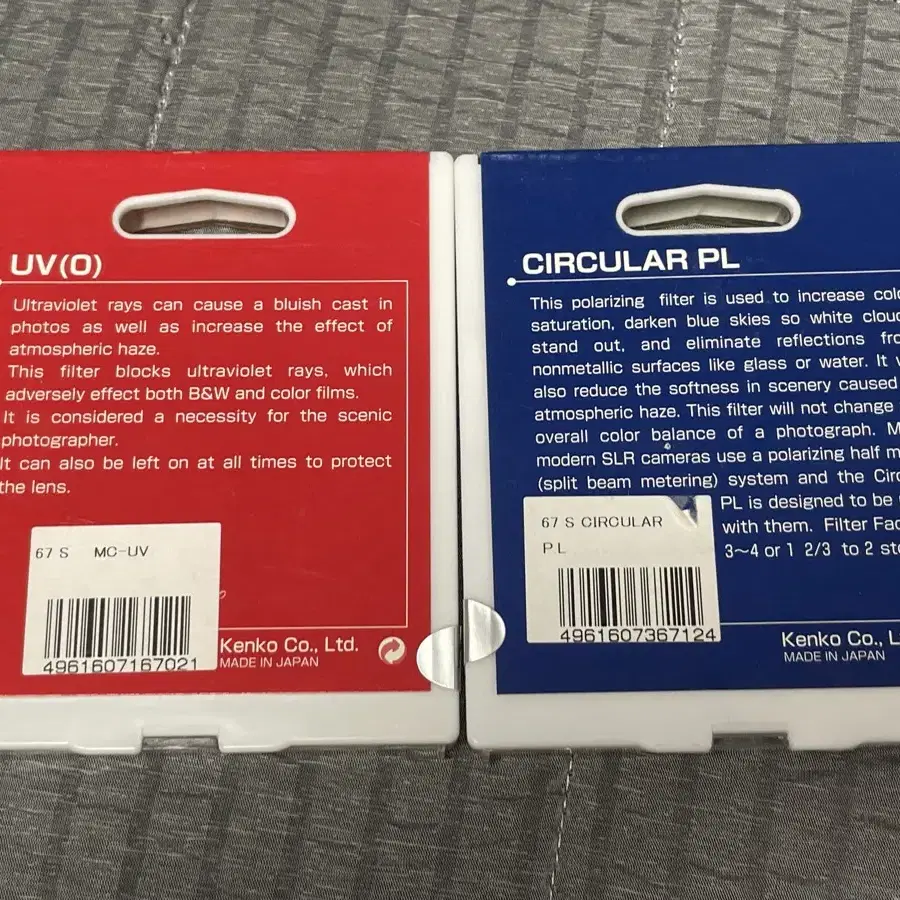 UV(0)
Ultraviolet rays can cause a bluish cast in
photos as well as increase the effect of
atmospheric haze.
This filter blocks ultraviolet rays, which
adversely effect both B&W and color films.
It is considered a necessity for the scenic
photographer.
It can also be left on at all times to protect
the lens.
67 S MC-UV
4961607167021
Kenko Co., Ltd.
MADE IN JAPAN
CIRCULAR PL
This polarizing filter is used to increase
saturation, darken blue skies so white
stand out, and eliminate reflections
nonmetallic surfaces like glass or water. It
also reduce the softness in scenery caused
atmospheric haze. This filter will not change
overall color balance of a photograph.
modern SLR cameras use a polarizing half
(split beam metering) system and the
PL is designed to be
with them. Filter
3~4 or 1 2/3 to 2
67 S CIRCULAR
PL
4961607367124
Kenko Co.,
MADE IN JAPAN